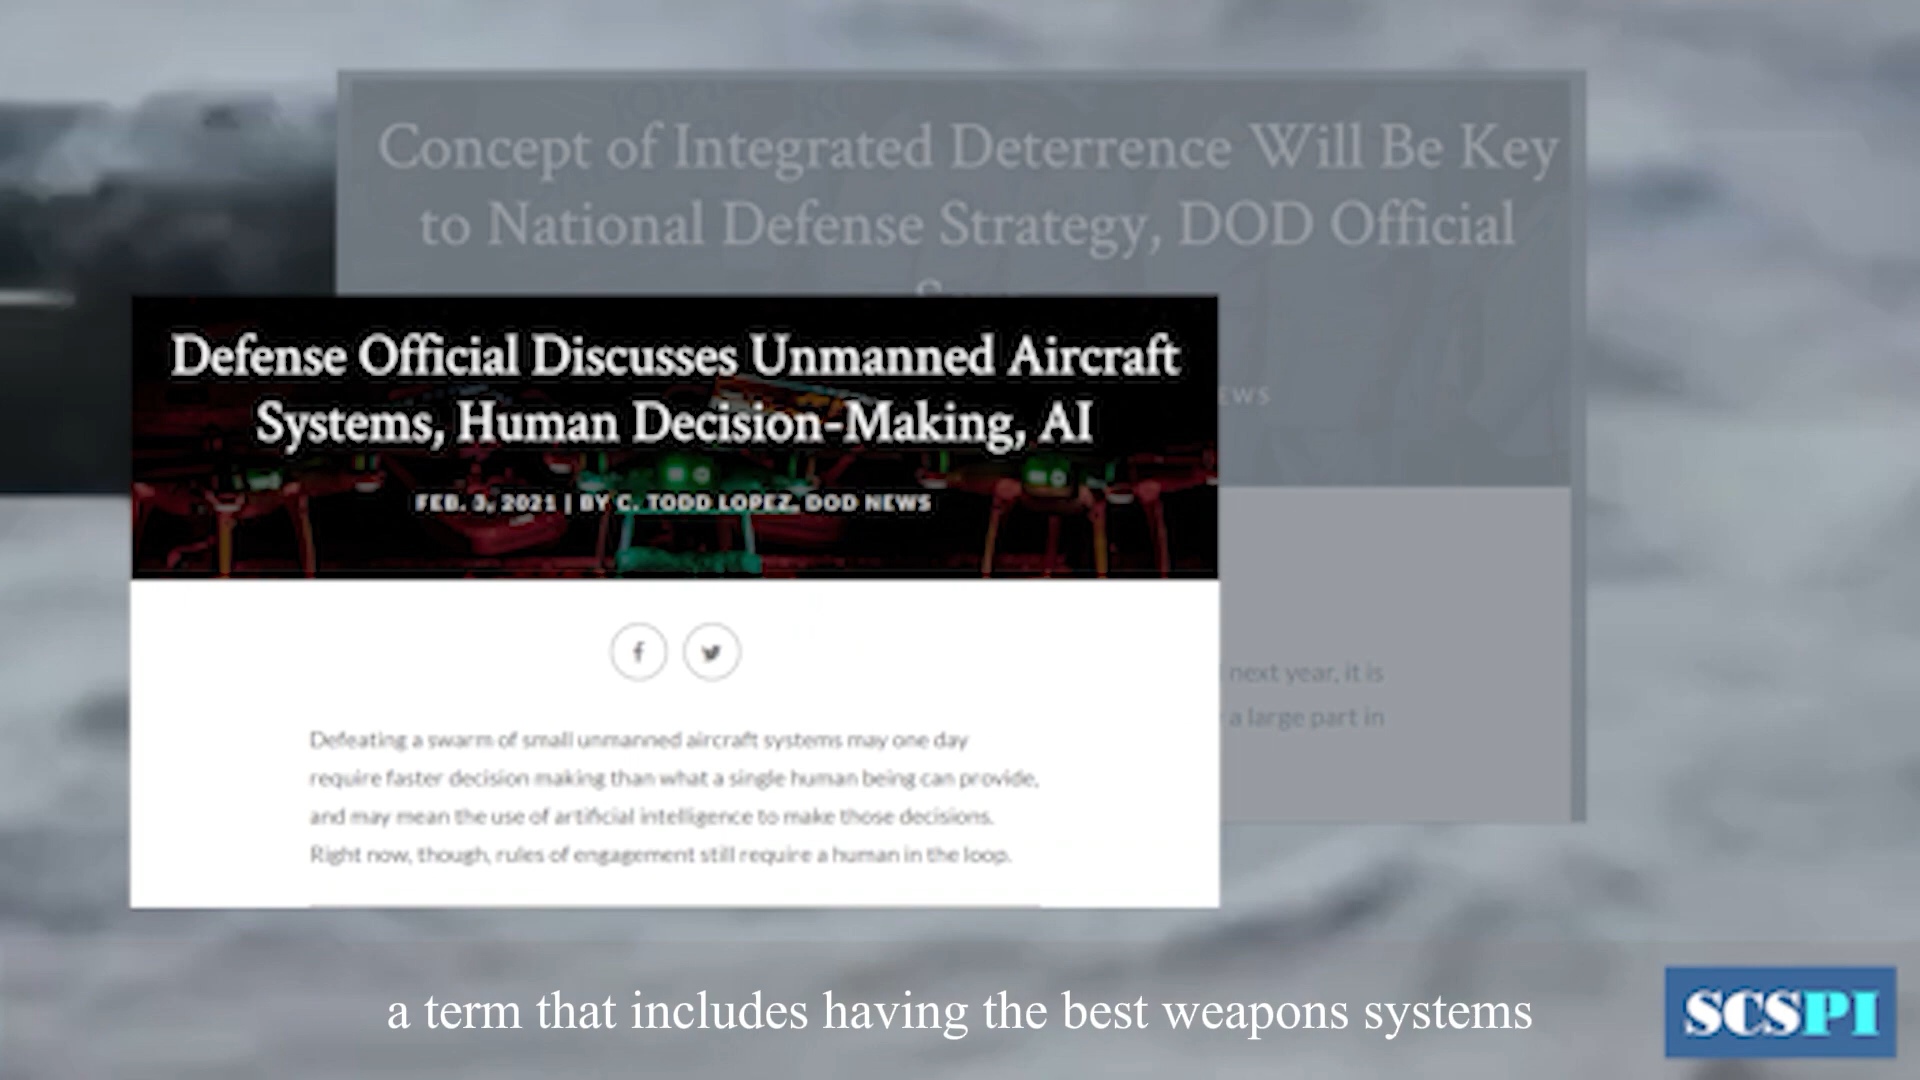 Concept of Integrated Deterrence Will Be Key
to National Defense Strategy, DOD Official
EWS
next year, it is
a large part in
Defense Official Discusses Unmanned Aircraft
Systems, Human Decision-Making, AI
FEB. 3, 2021 | BY C. TODD LOPEZ, DOD NEWS
Defeating a swarm of small unmanned aircraft systems may one day
require faster decision making than what a single human being can provide,
and may mean the use of artificial intelligence to make those decisions.
Right now, though, rules of engagement still require a human in the loop.
a term that includes having the best weapons systems
SCSPI